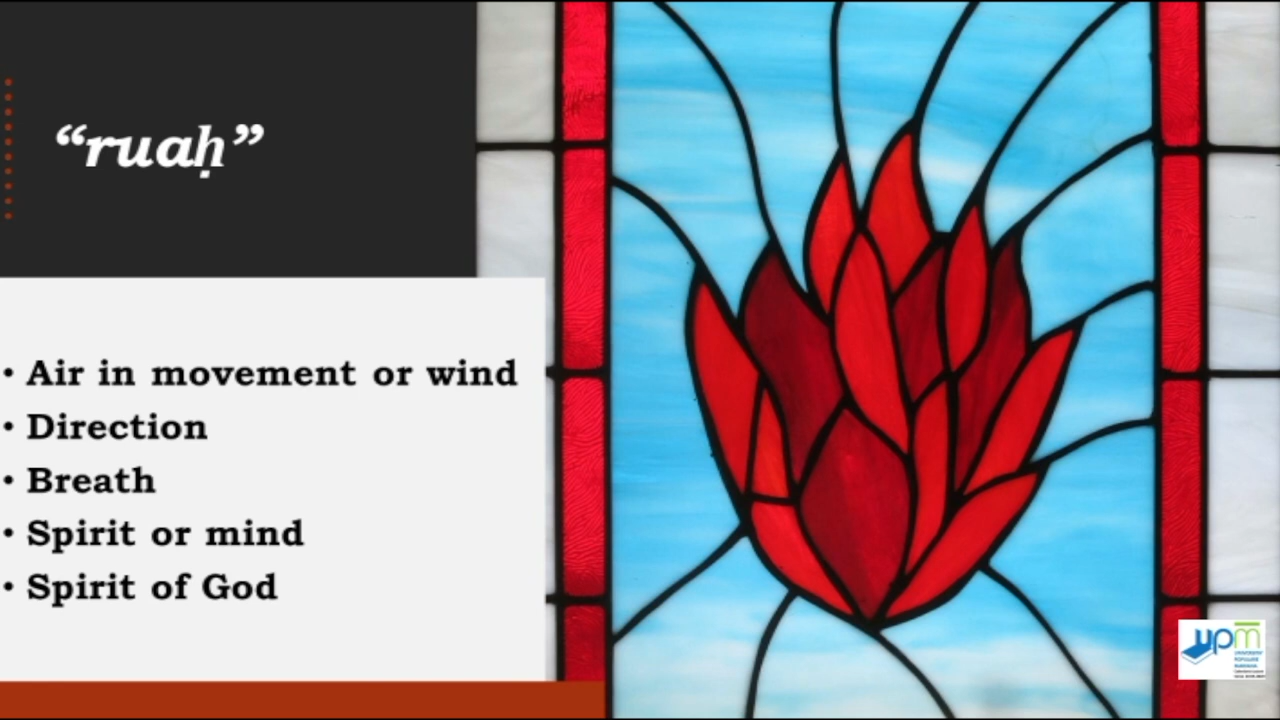 “ruaḥ”
• Air in movement or wind
• Direction
• Breath
• Spirit or mind
• Spirit of God
upm